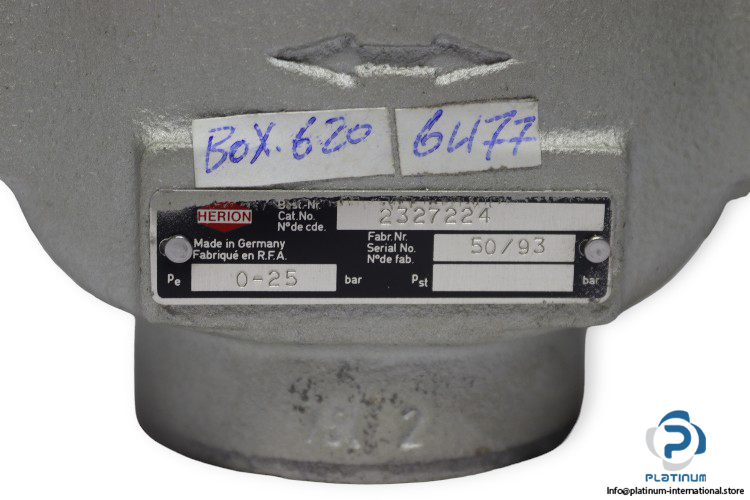 BOX.620
6477
HERION
Best.-Nr.
Cat.No.
N° de cde.
2327224
Made in Germany
Fabriqué en R.F.A.
Fabr.Nr.
Serial No.
N° de fab.
50/93
Pe
0-25
bar
Pst
bar
PLATINUM
Info@platinum-international.store